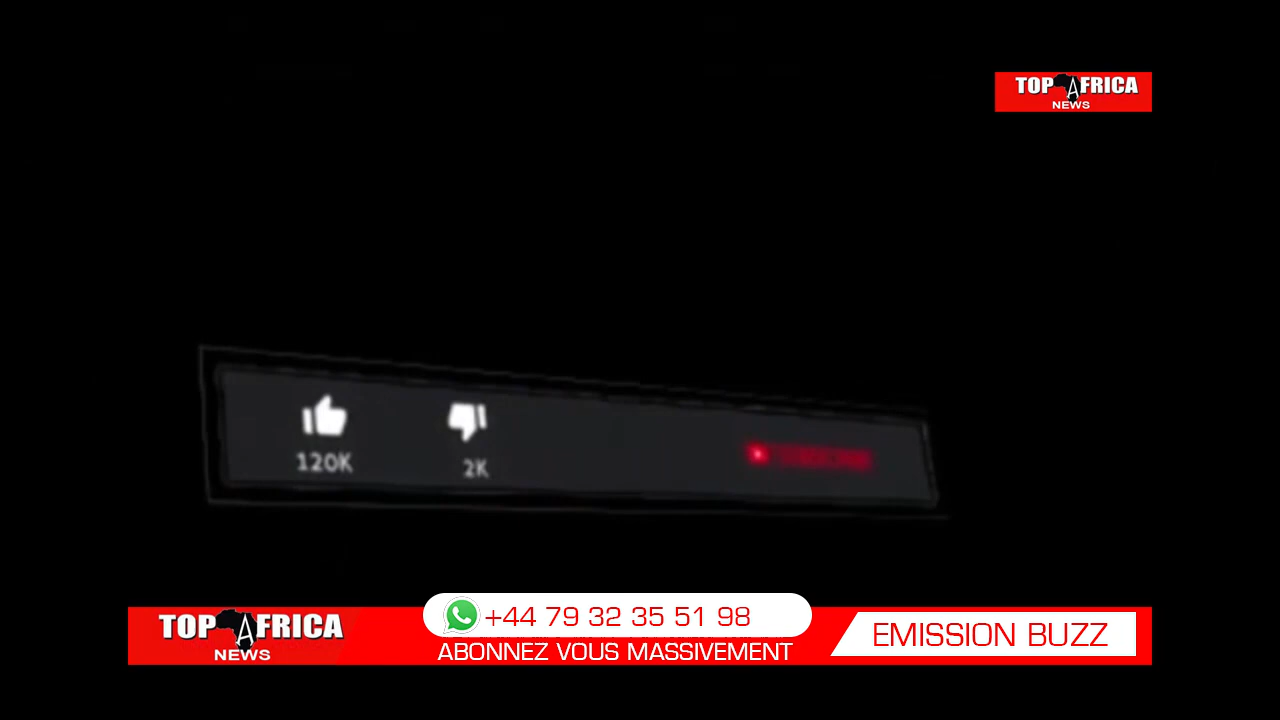 TOP AFRICA
NEWS
120K
2K
TOP AFRICA
NEWS
+44 79 32 35 51 98
ABONNEZ VOUS MASSIVEMENT
EMISSION BUZZ